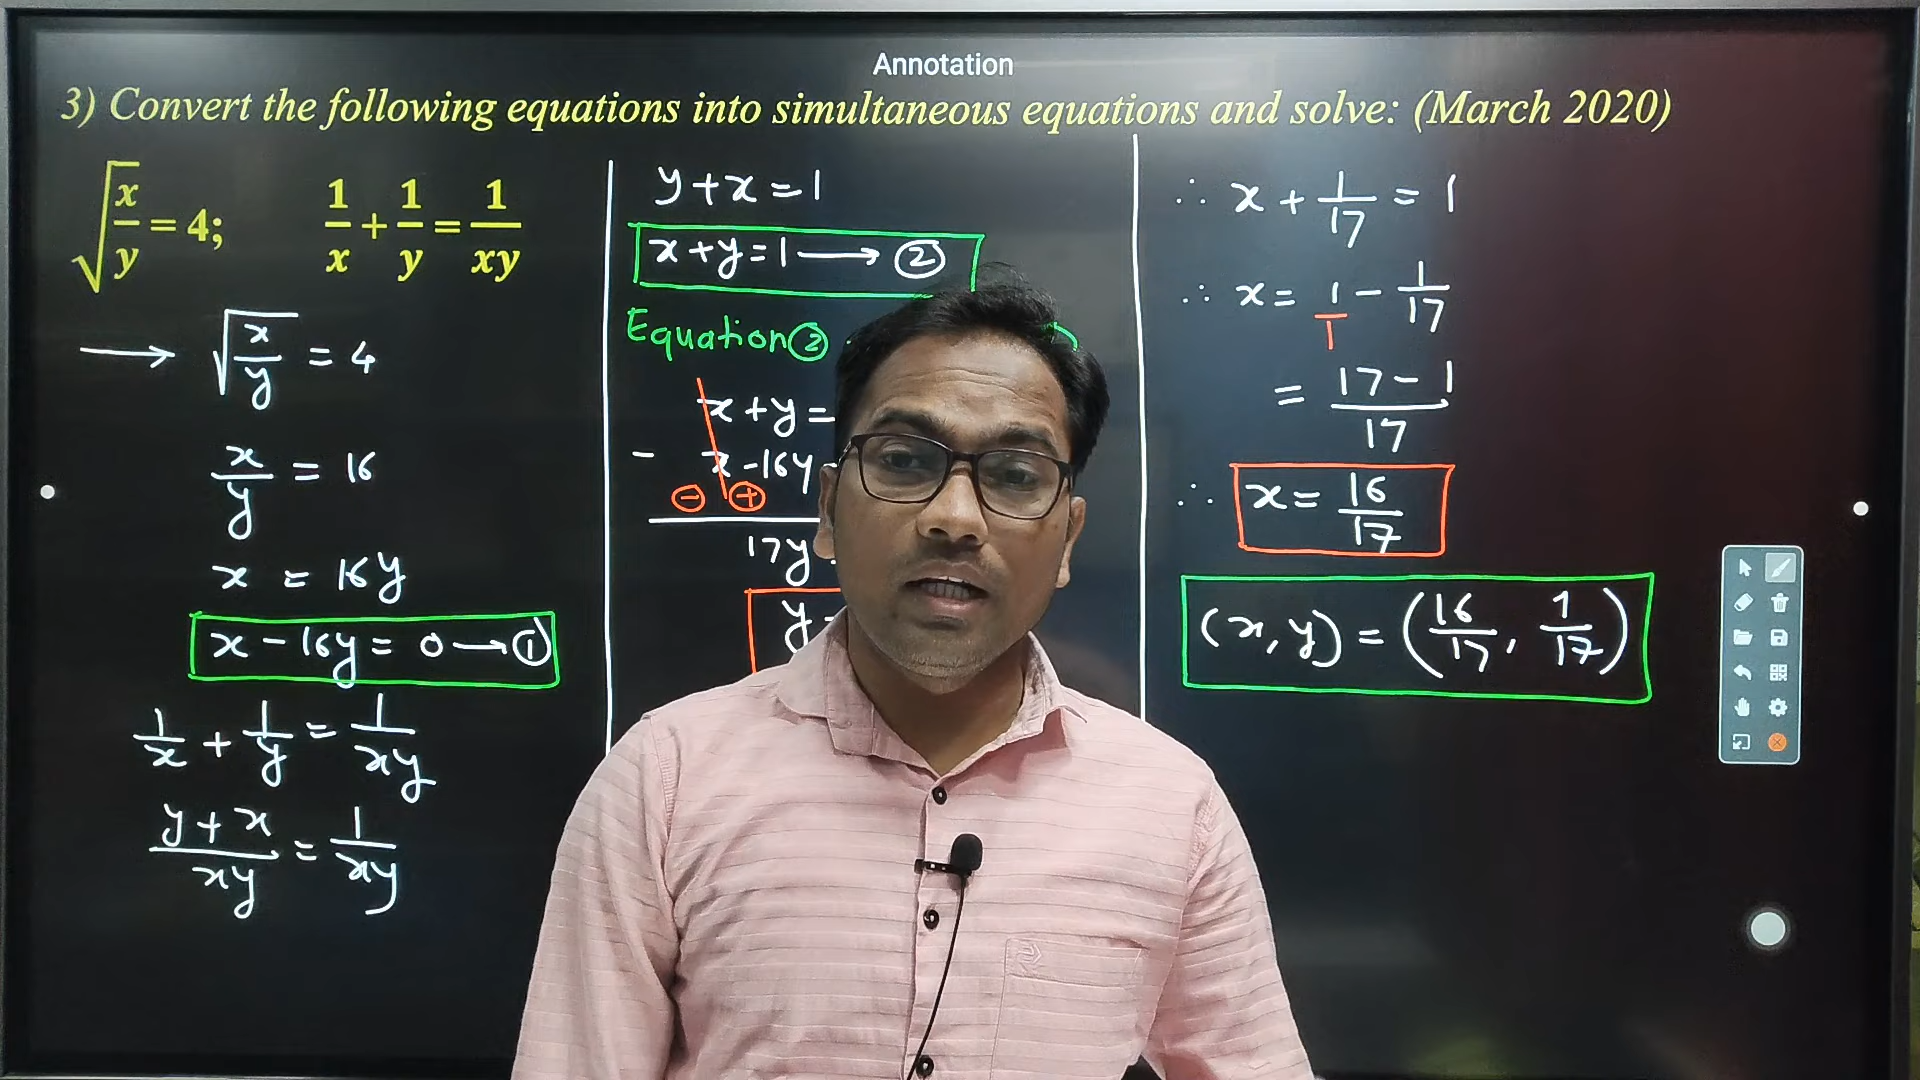 Annotation
3) Convert the following equations into simultaneous equations and solve: (March 2020)
√(x/y) = 4; 1/x + 1/y = 1/xy
⟶ √(x/y) = 4
x/y = 16
x = 16y
x - 16y = 0 ⟶ ①
1/x + 1/y = 1/xy
(y + x)/xy = 1/xy
y + x = 1
x + y = 1 ⟶ ②
Equation ②
x + y =
- x - 16y
⊖ ⊕
17y
y
∴ x + 1/17 = 1
∴ x = 1/1 - 1/17
= (17 - 1)/17
∴ x = 16/17
(x, y) = (16/17, 1/17)